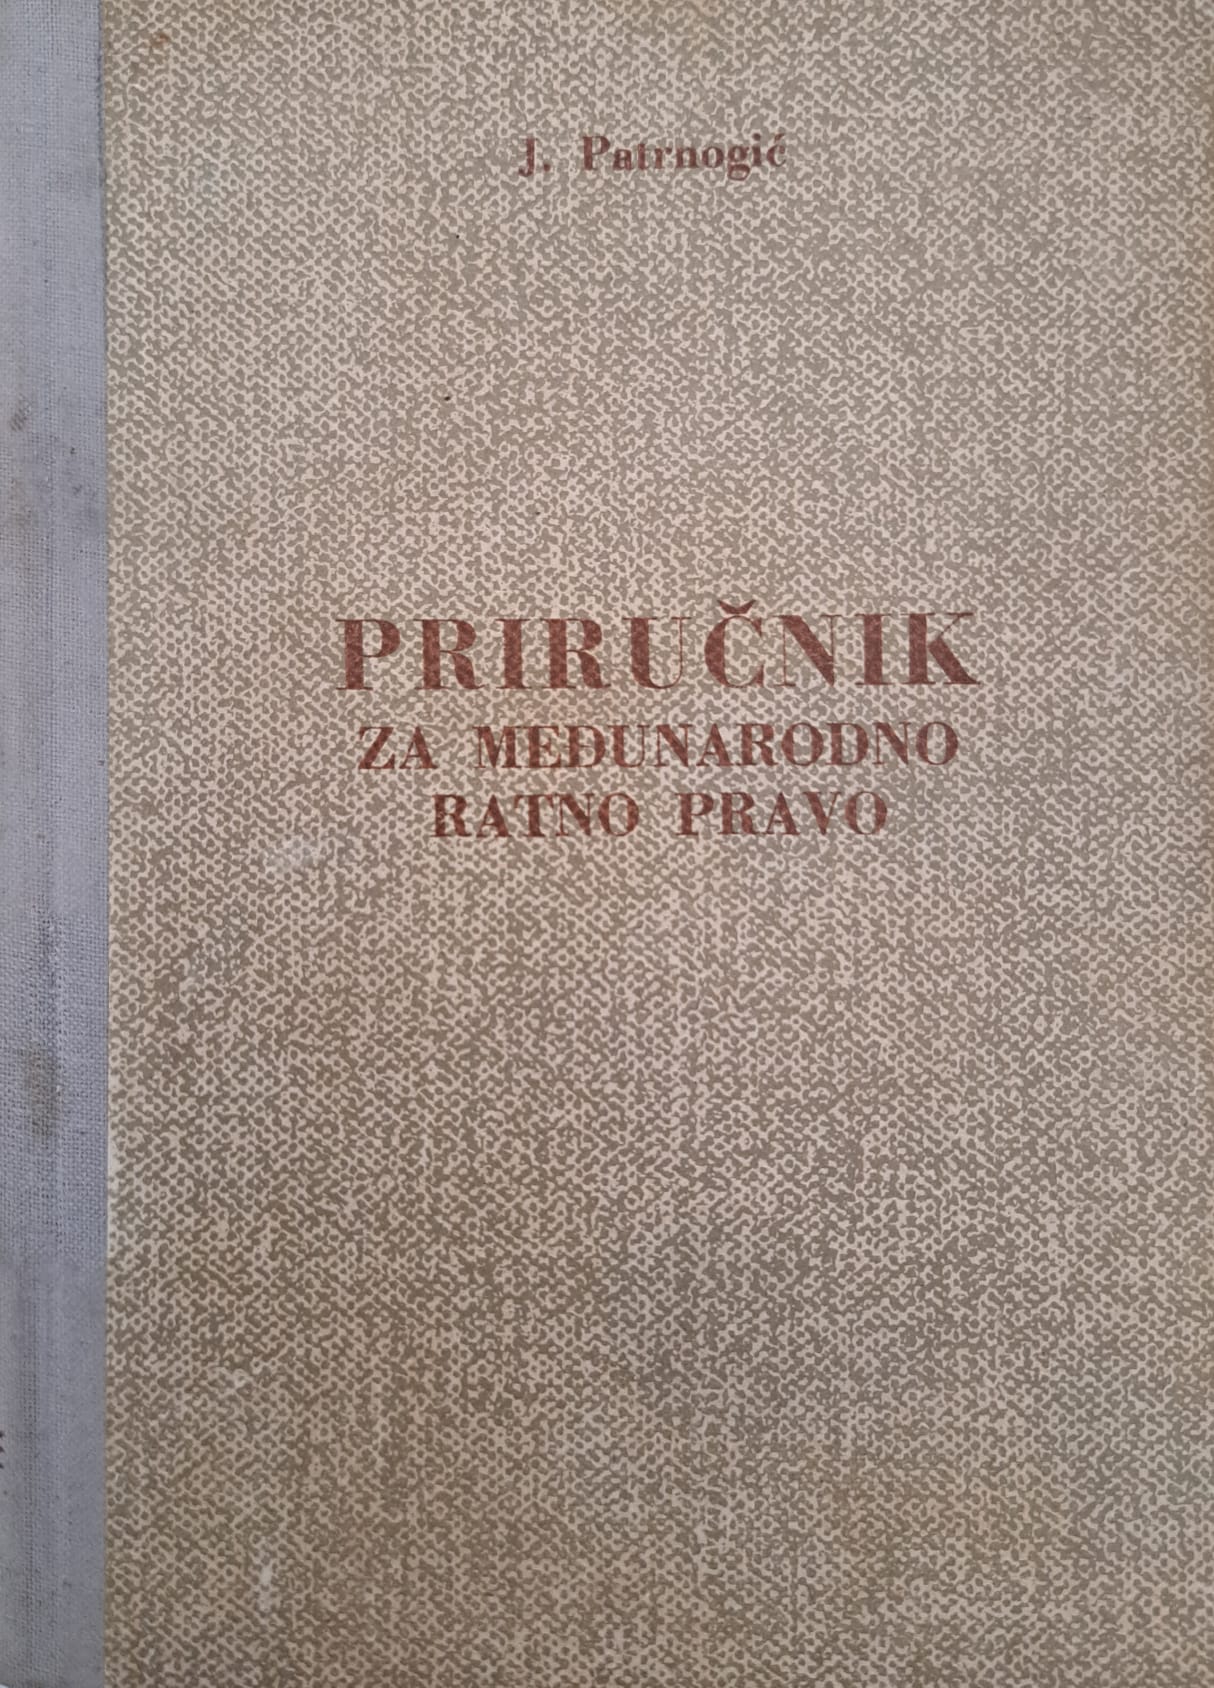 J. Patrnogić
PRIRUČNIK
ZA MEĐUNARODNO
RATNO PRAVO